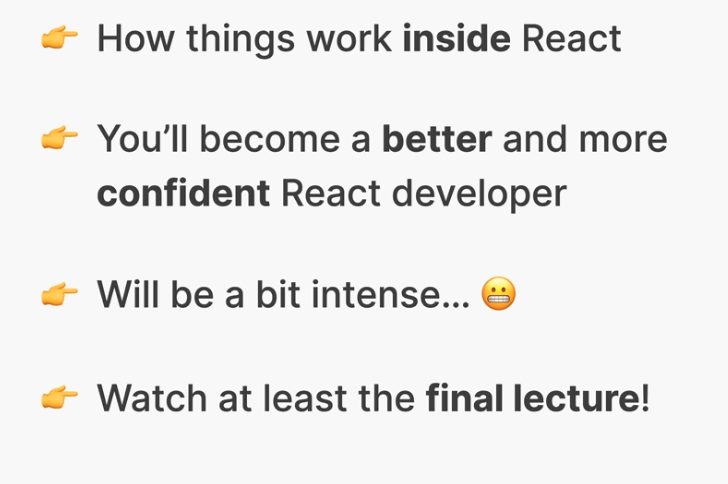 👉 How things work inside React
👉 You’ll become a better and more
confident React developer
👉 Will be a bit intense... 😬
👉 Watch at least the final lecture!